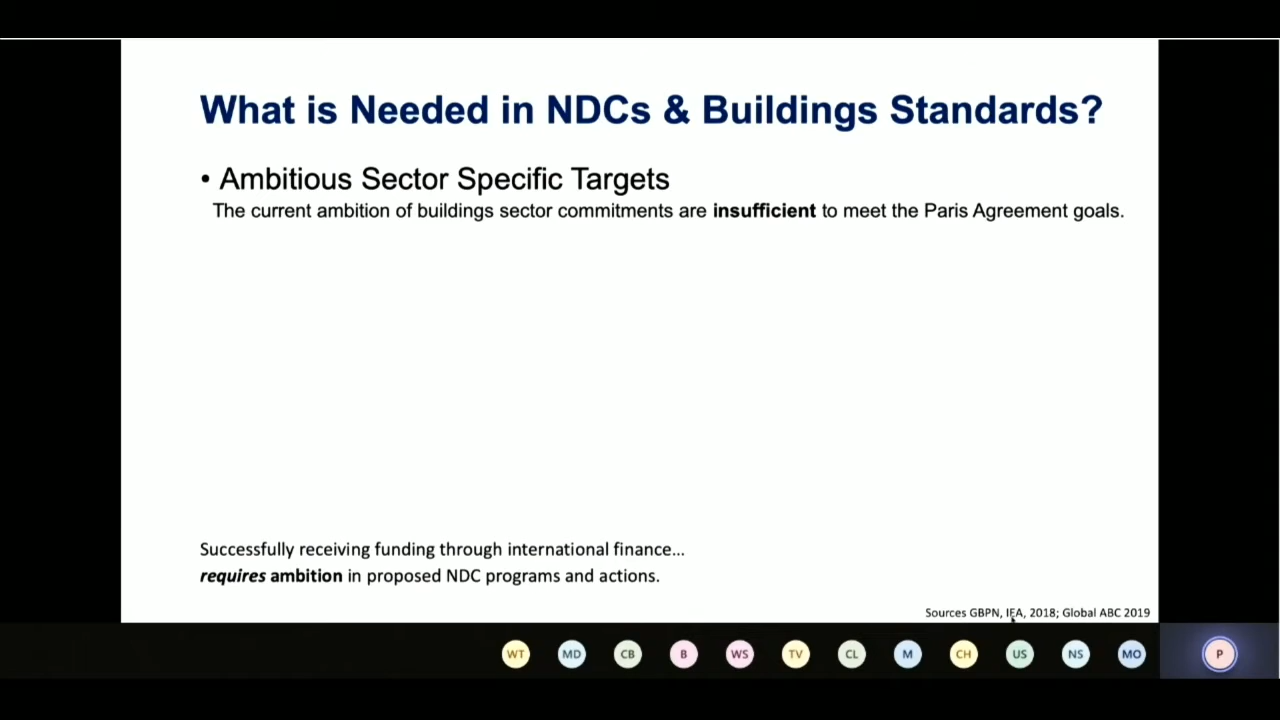 What is Needed in NDCs & Buildings Standards?
• Ambitious Sector Specific Targets
The current ambition of buildings sector commitments are insufficient to meet the Paris Agreement goals.
Successfully receiving funding through international finance...
requires ambition in proposed NDC programs and actions.
Sources GBPN, IEA, 2018; Global ABC 2019
WT MD CB B WS TV CL M CH US NS MO P